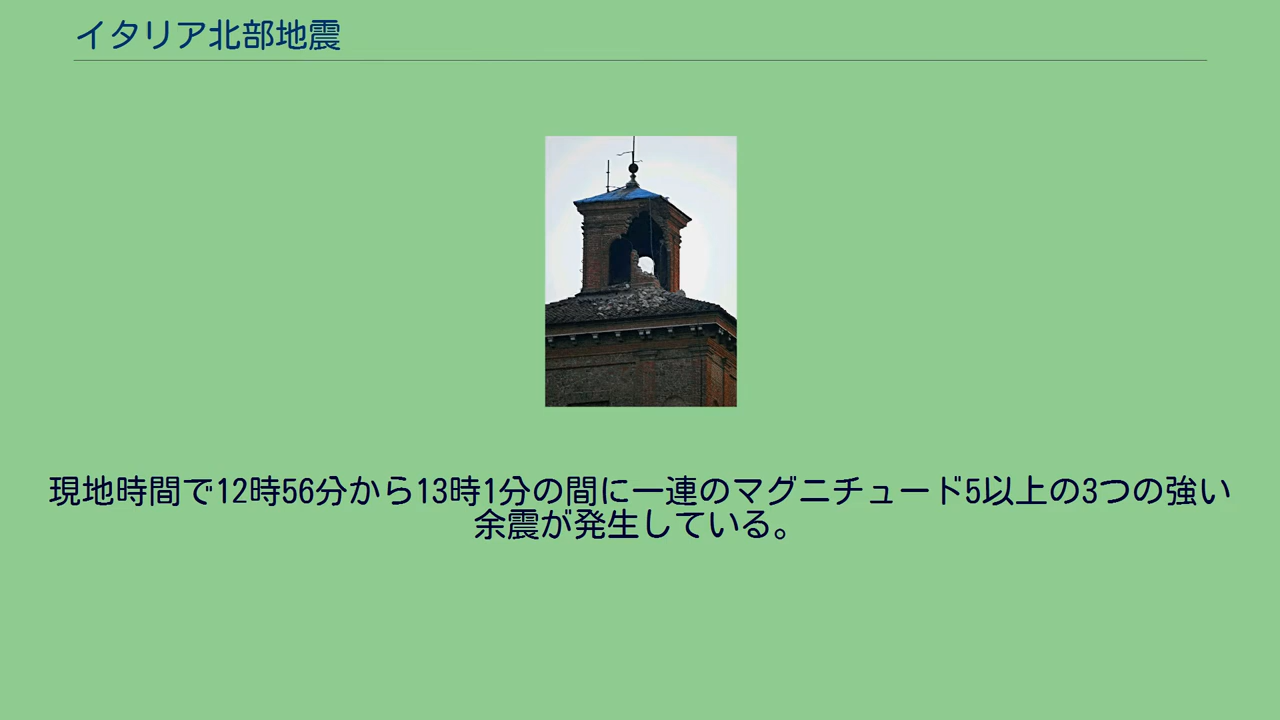 イタリア北部地震
現地時間で12時56分から13時1分の間に一連のマグニチュード5以上の3つの強い
余震が発生している。